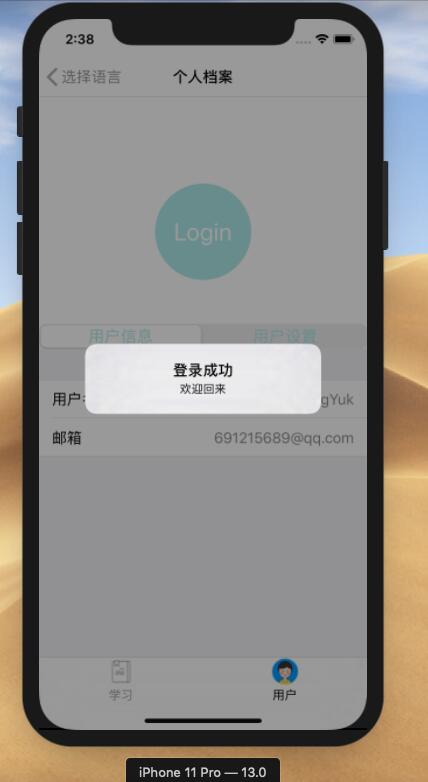 2:38
选择语言
个人档案
Login
用户信息
用户设置
登录成功
欢迎回来
用户
gYuk
邮箱
691215689@qq.com
学习
用户
iPhone 11 Pro — 13.0